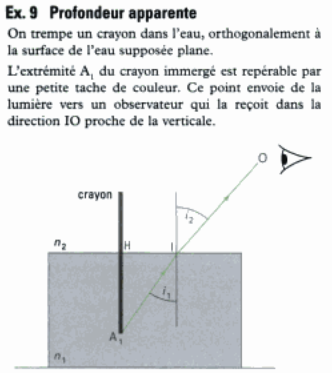 Ex. 9 Profondeur apparente
On trempe un crayon dans l'eau, orthogonalement à
la surface de l'eau supposée plane.
L'extrémité A₁ du crayon immergé est repérable par
une petite tache de couleur. Ce point envoie de la
lumière vers un observateur qui la reçoit dans la
direction IO proche de la verticale.
O
crayon
i₂
n₂
H
I
i₁
A₁
n₁